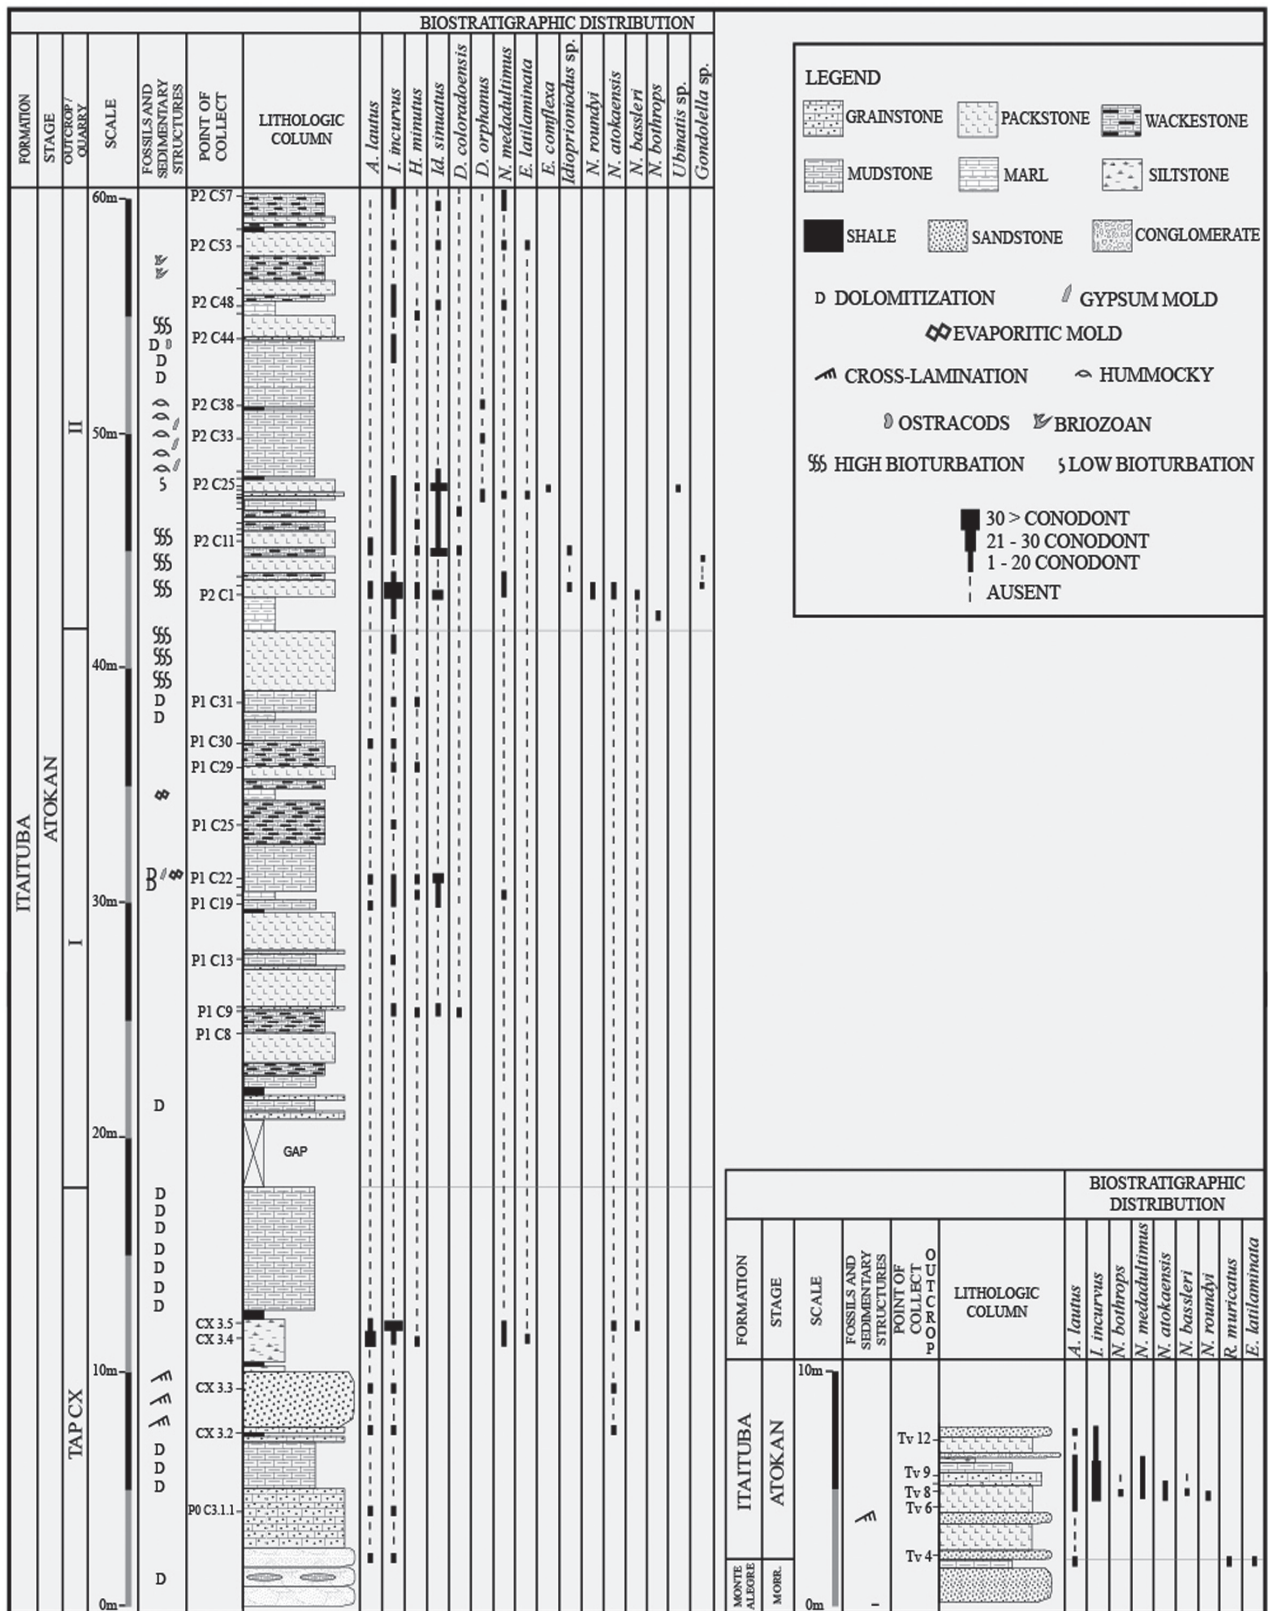 BIOSTRATIGRAPHIC DISTRIBUTION
FORMATION
STAGE
OUTCROP /
QUARRY
SCALE
FOSSILS AND
SEDIMENTARY
STRUCTURES
POINT OF
COLLECT
LITHOLOGIC
COLUMN
A. lautus
I. incurvus
H. minutus
Id. sinuatus
D. coloradoensis
D. orphanus
N. medadultimus
E. latilaminata
E. conflexa
Idioprioniodus sp.
N. roundyi
N. atokaensis
N. bassleri
N. bothrops
Ubinatis sp.
Gondolella sp.
ITAITUBA
ATOKAN
II
I
TAP CX
60m
50m
40m
30m
20m
10m
0m
P2 C57
P2 C53
P2 C48
P2 C44
D
D
D
P2 C38
P2 C33
P2 C25
P2 C11
P2 C1
D
P1 C31
D
P1 C30
P1 C29
P1 C25
D
P1 C22
D
P1 C19
P1 C13
P1 C9
P1 C8
D
GAP
D
D
D
D
D
D
D
CX 3.5
CX 3.4
CX 3.3
CX 3.2
D
D
D
P0 C3.1.1
D
LEGEND
GRAINSTONE
PACKSTONE
WACKESTONE
MUDSTONE
MARL
SILTSTONE
SHALE
SANDSTONE
CONGLOMERATE
D DOLOMITIZATION
GYPSUM MOLD
EVAPORITIC MOLD
CROSS-LAMINATION
HUMMOCKY
OSTRACODS
BRIOZOAN
HIGH BIOTURBATION
LOW BIOTURBATION
30 > CONODONT
21 - 30 CONODONT
1 - 20 CONODONT
AUSENT
BIOSTRATIGRAPHIC
DISTRIBUTION
FORMATION
STAGE
SCALE
FOSSILS AND
SEDIMENTARY
STRUCTURES
POINT OF
COLLECT
OUTCROP
LITHOLOGIC
COLUMN
A. lautus
I. incurvus
N. bothrops
N. medadultimus
N. atokaensis
N. bassleri
N. roundyi
R. muricatus
E. latilaminata
ITAITUBA
ATOKAN
MONTE
ALEGRE
MORR.
10m
0m
Tv 12
Tv 9
Tv 8
Tv 6
Tv 4